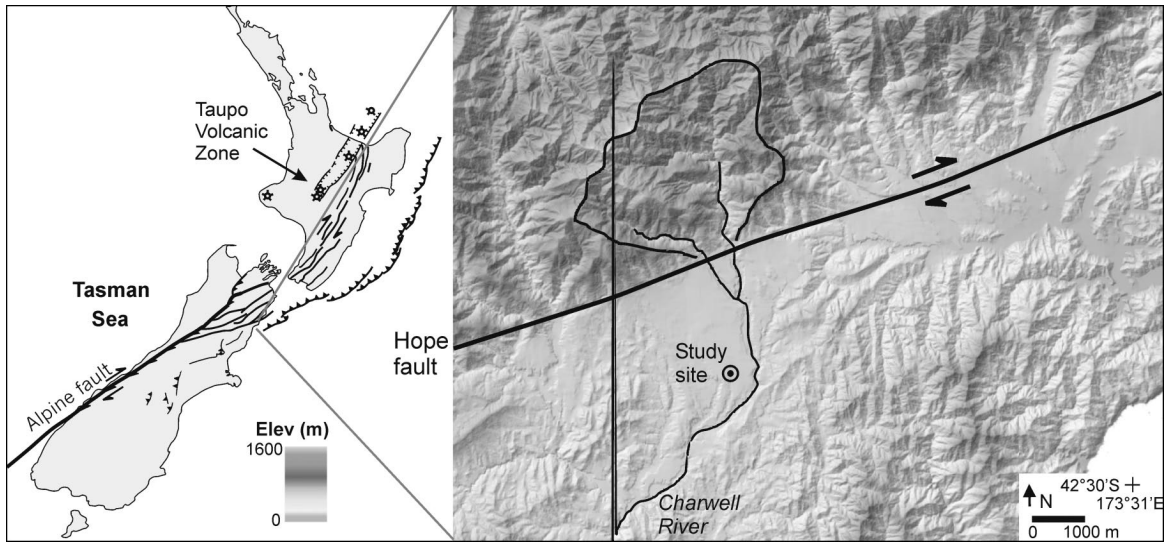 Taupo
Volcanic
Zone
Tasman
Sea
Alpine fault
Elev (m)
1600
0
Hope
fault
Study
site
Charwell
River
N
42°30'S
173°31'E
0 1000 m